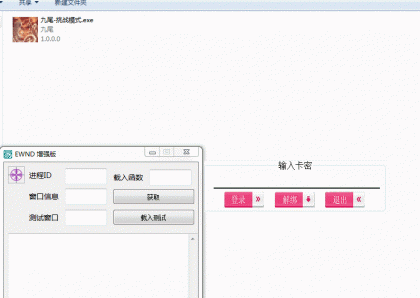 共享 新建文件夹
九尾-挑战模式.exe
九尾
1.0.0.0
EWND 增强板
进程ID 载入函数
窗口信息 获取
测试窗口 载入测试
输入卡密
登录 解绑 退出